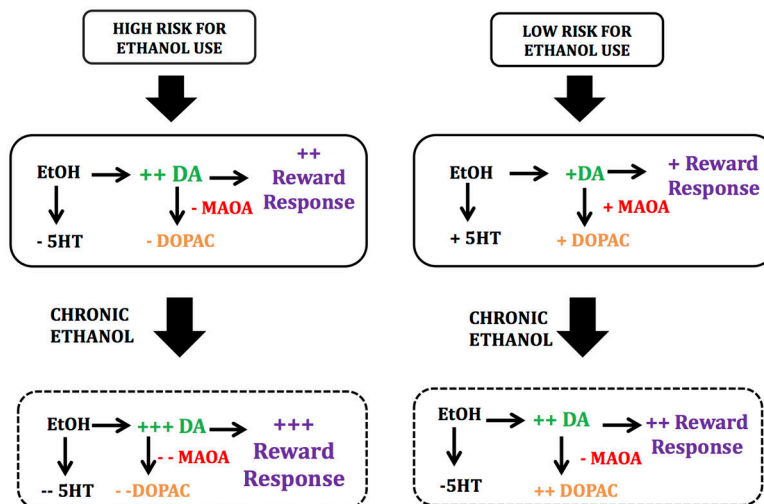 HIGH RISK FOR
ETHANOL USE
LOW RISK FOR
ETHANOL USE
EtOH
++ DA
++
Reward
Response
- MAOA
- 5HT
- DOPAC
EtOH
+DA
+ Reward
Response
+ MAOA
+ 5HT
+ DOPAC
CHRONIC
ETHANOL
CHRONIC
ETHANOL
EtOH
+++ DA
+++
Reward
Response
- - MAOA
-- 5HT
- -DOPAC
EtOH
++ DA
++ Reward
Response
- MAOA
-5HT
++ DOPAC